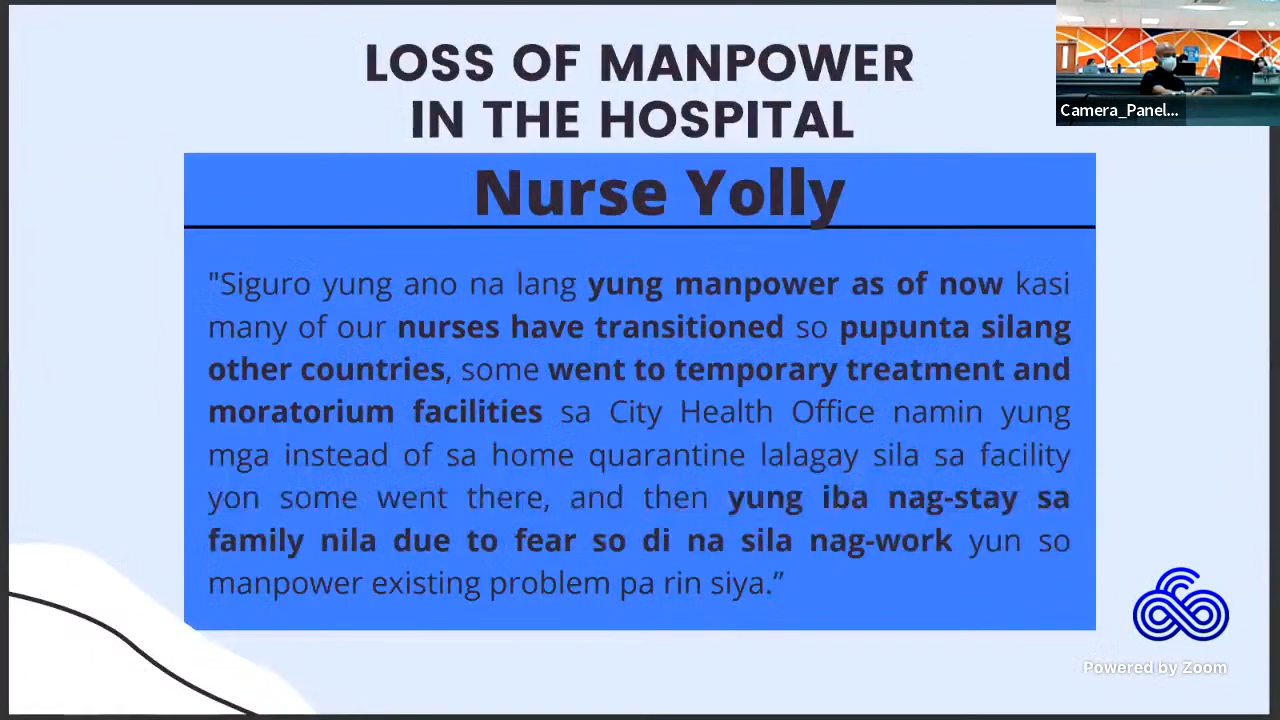 LOSS OF MANPOWER
IN THE HOSPITAL
Camera_Panel...
Nurse Yolly
"Siguro yung ano na lang yung manpower as of now kasi
many of our nurses have transitioned so pupunta silang
other countries, some went to temporary treatment and
moratorium facilities sa City Health Office namin yung
mga instead of sa home quarantine lalagay sila sa facility
yon some went there, and then yung iba nag-stay sa
family nila due to fear so di na sila nag-work yun so
manpower existing problem pa rin siya.”
Powered by Zoom